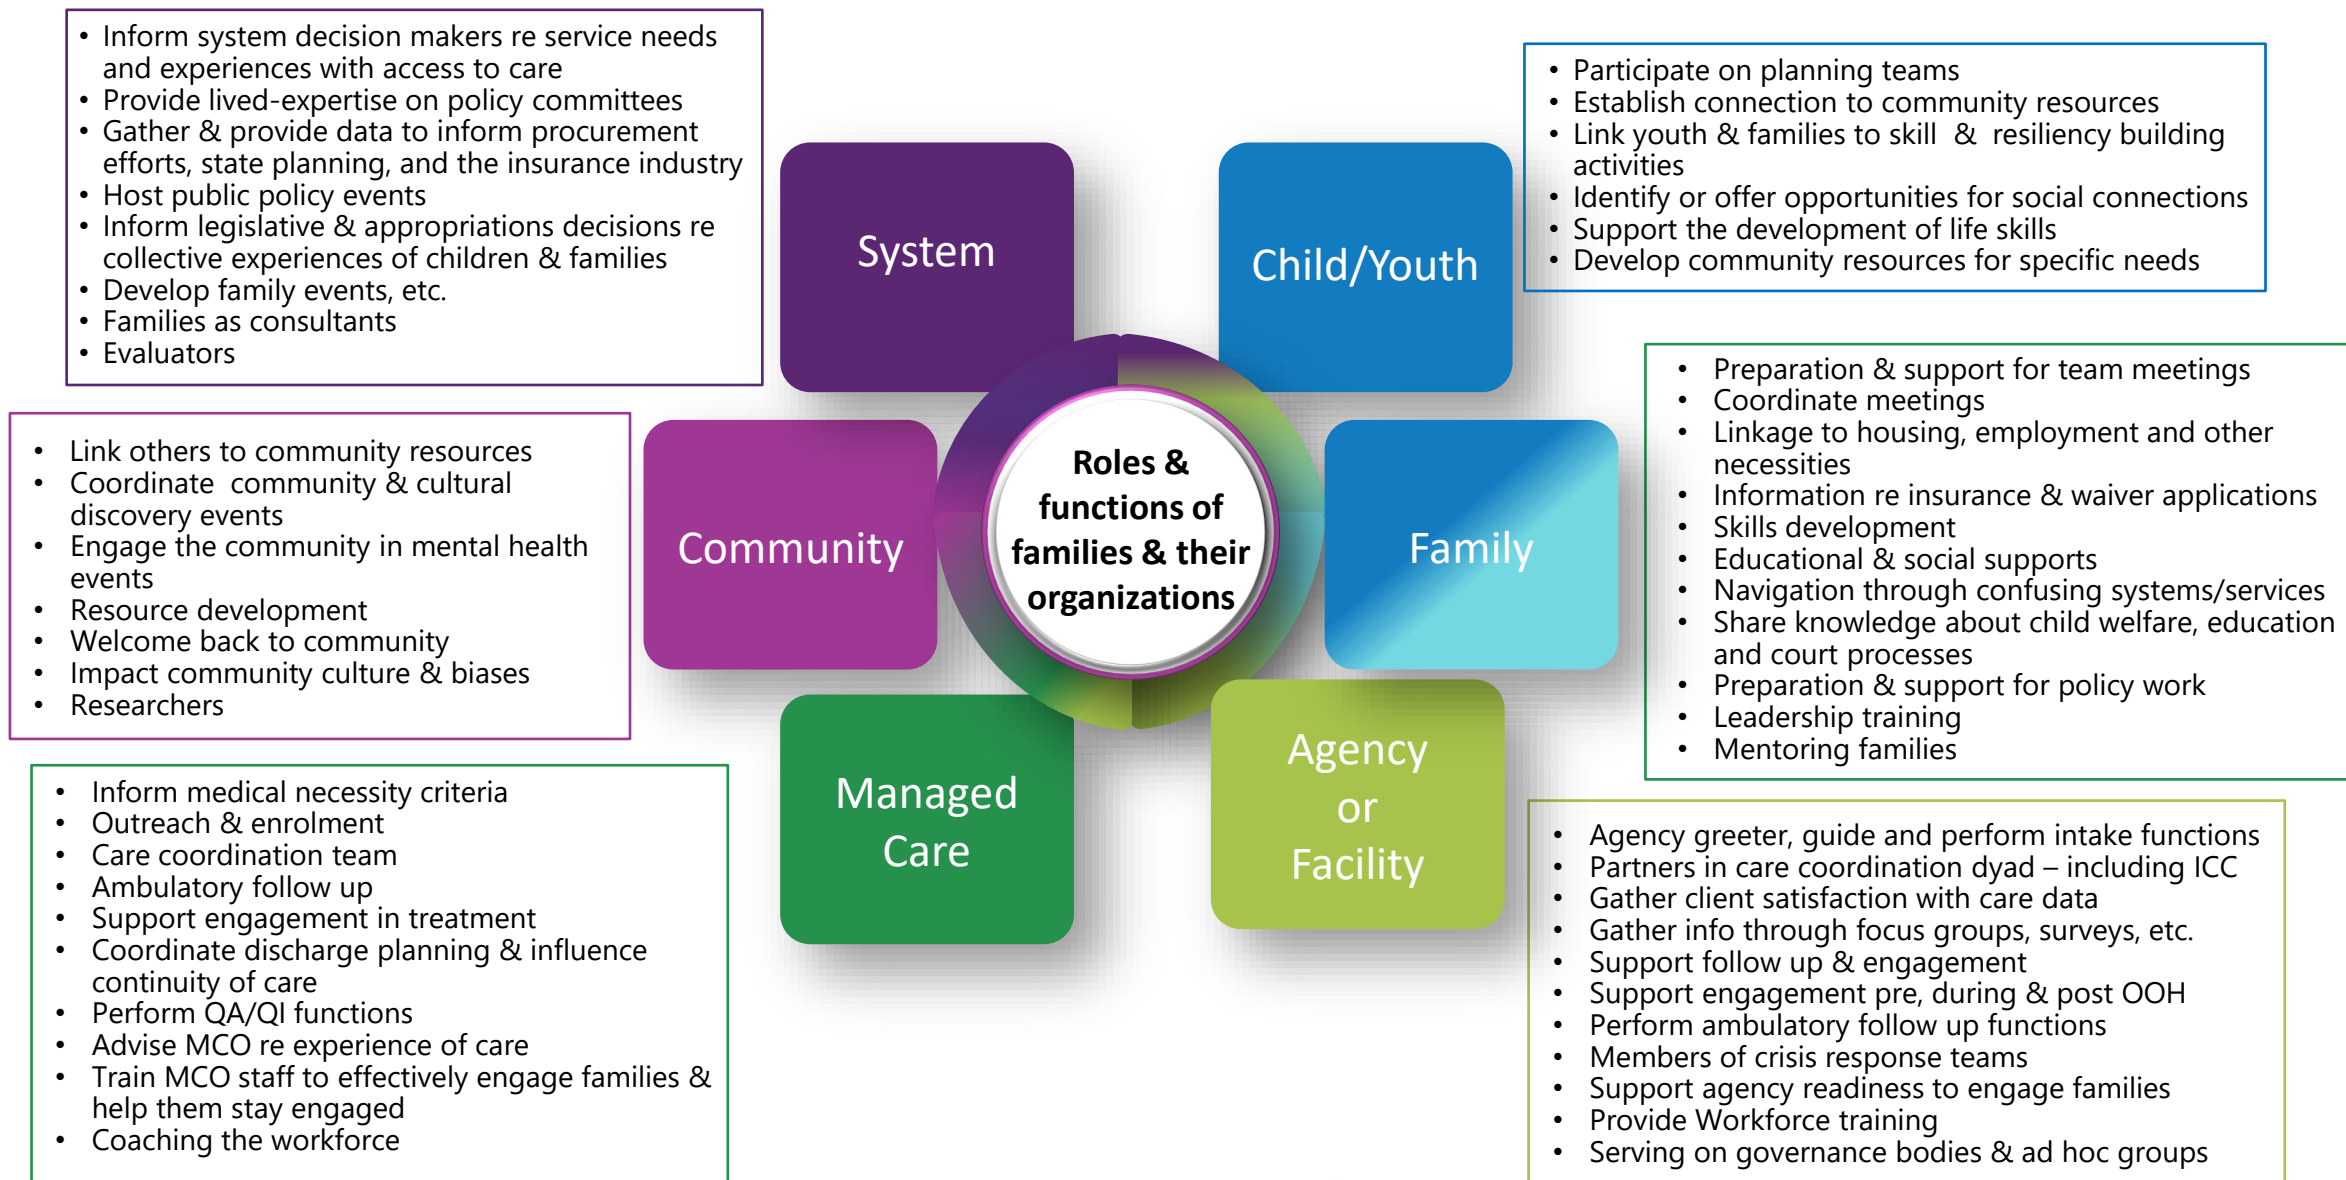 • Inform system decision makers re service needs
and experiences with access to care
• Provide lived-expertise on policy committees
• Gather & provide data to inform procurement
efforts, state planning, and the insurance industry
• Host public policy events
• Inform legislative & appropriations decisions re
collective experiences of children & families
• Develop family events, etc.
• Families as consultants
• Evaluators
System
Child/Youth
• Participate on planning teams
• Establish connection to community resources
• Link youth & families to skill & resiliency building
activities
• Identify or offer opportunities for social connections
• Support the development of life skills
• Develop community resources for specific needs
• Link others to community resources
• Coordinate community & cultural
discovery events
• Engage the community in mental health
events
• Resource development
• Welcome back to community
• Impact community culture & biases
• Researchers
Community
Roles &
functions of
families & their
organizations
Family
• Preparation & support for team meetings
• Coordinate meetings
• Linkage to housing, employment and other
necessities
• Information re insurance & waiver applications
• Skills development
• Educational & social supports
• Navigation through confusing systems/services
• Share knowledge about child welfare, education
and court processes
• Preparation & support for policy work
• Leadership training
• Mentoring families
• Inform medical necessity criteria
• Outreach & enrolment
• Care coordination team
• Ambulatory follow up
• Support engagement in treatment
• Coordinate discharge planning & influence
continuity of care
• Perform QA/QI functions
• Advise MCO re experience of care
• Train MCO staff to effectively engage families &
help them stay engaged
• Coaching the workforce
Managed
Care
Agency
or
Facility
• Agency greeter, guide and perform intake functions
• Partners in care coordination dyad – including ICC
• Gather client satisfaction with care data
• Gather info through focus groups, surveys, etc.
• Support follow up & engagement
• Support engagement pre, during & post OOH
• Perform ambulatory follow up functions
• Members of crisis response teams
• Support agency readiness to engage families
• Provide Workforce training
• Serving on governance bodies & ad hoc groups